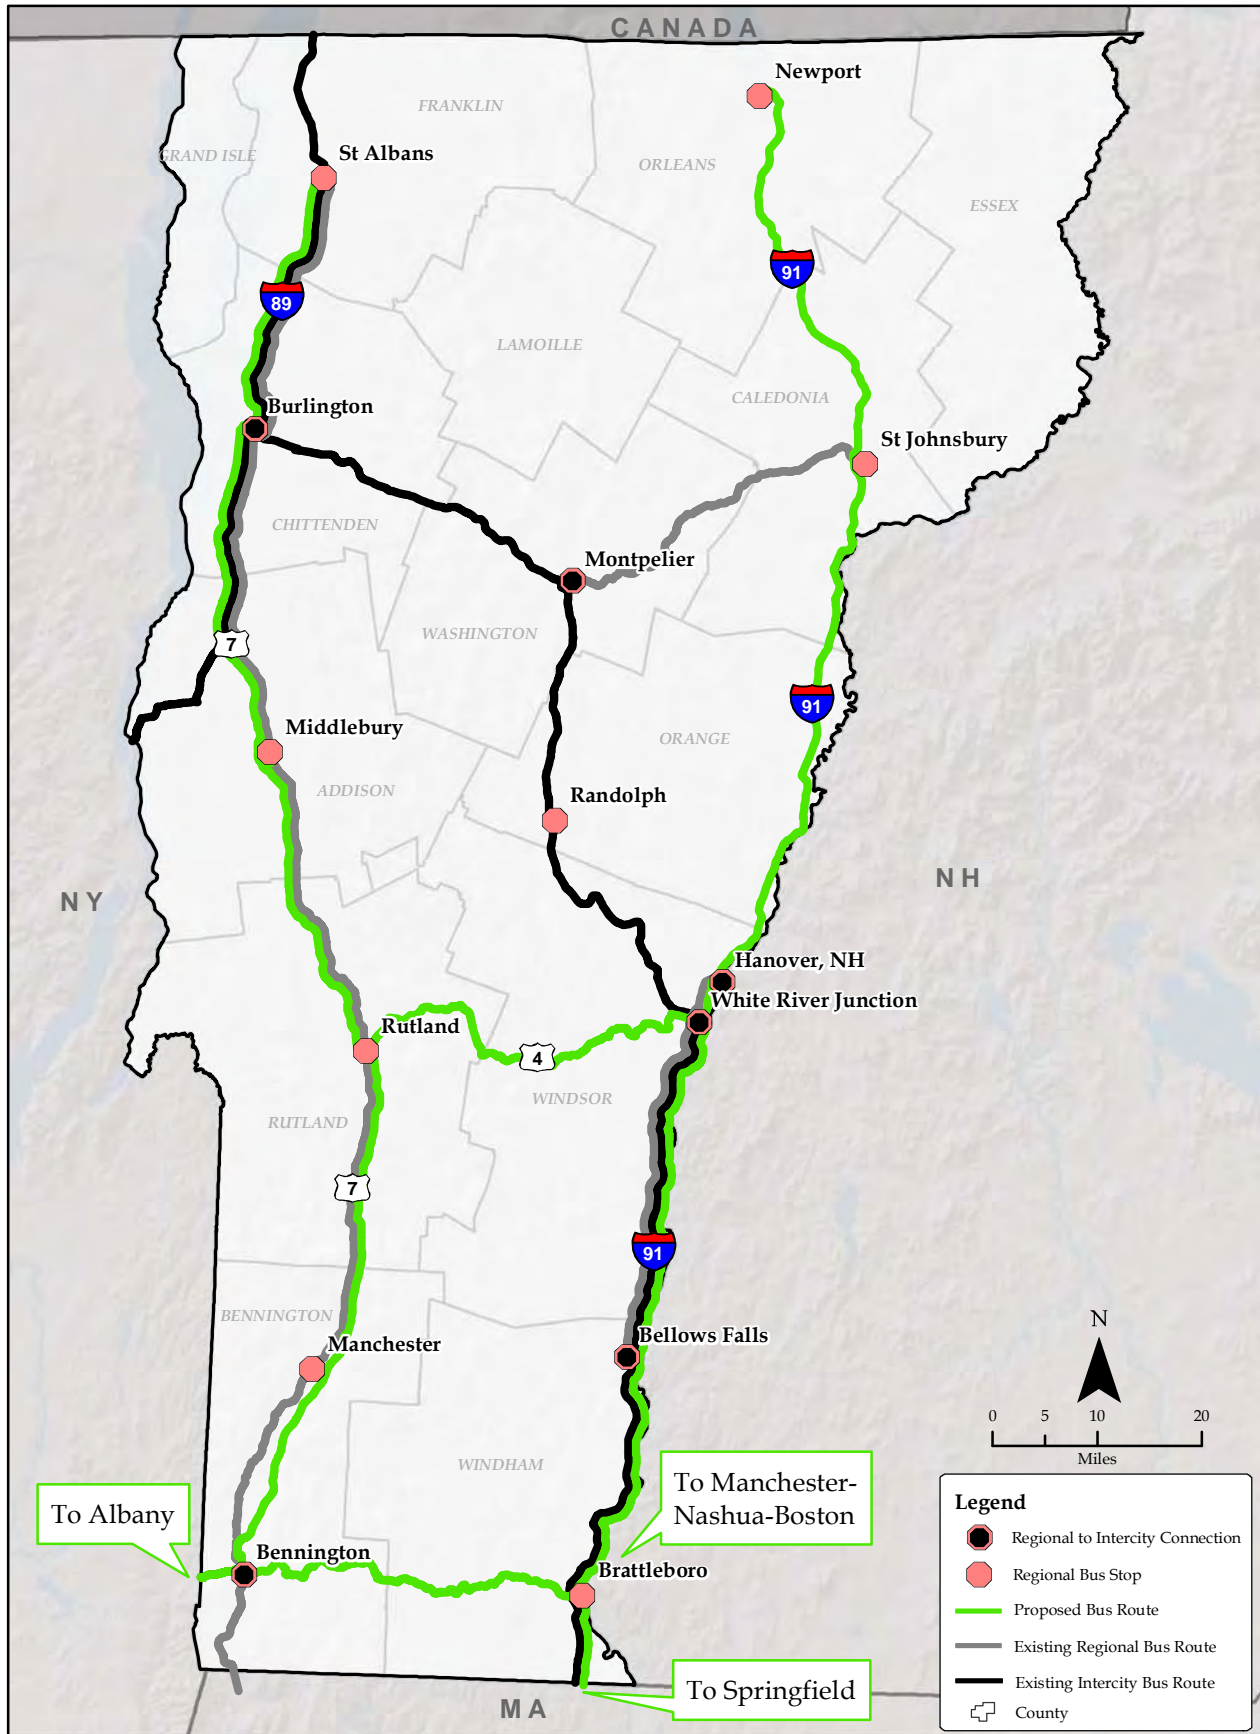 CANADA
Newport
FRANKLIN
St Albans
GRAND ISLE
ORLEANS
ESSEX
91
89
LAMOILLE
CALEDONIA
Burlington
St Johnsbury
CHITTENDEN
Montpelier
WASHINGTON
7
91
Middlebury
ORANGE
ADDISON
Randolph
NY
NH
Hanover, NH
White River Junction
Rutland
4
WINDSOR
RUTLAND
7
91
BENNINGTON
Manchester
Bellows Falls
N
0 5 10 20
Miles
WINDHAM
To Manchester-
Nashua-Boston
To Albany
Bennington
Brattleboro
To Springfield
MA
Legend
Regional to Intercity Connection
Regional Bus Stop
Proposed Bus Route
Existing Regional Bus Route
Existing Intercity Bus Route
County